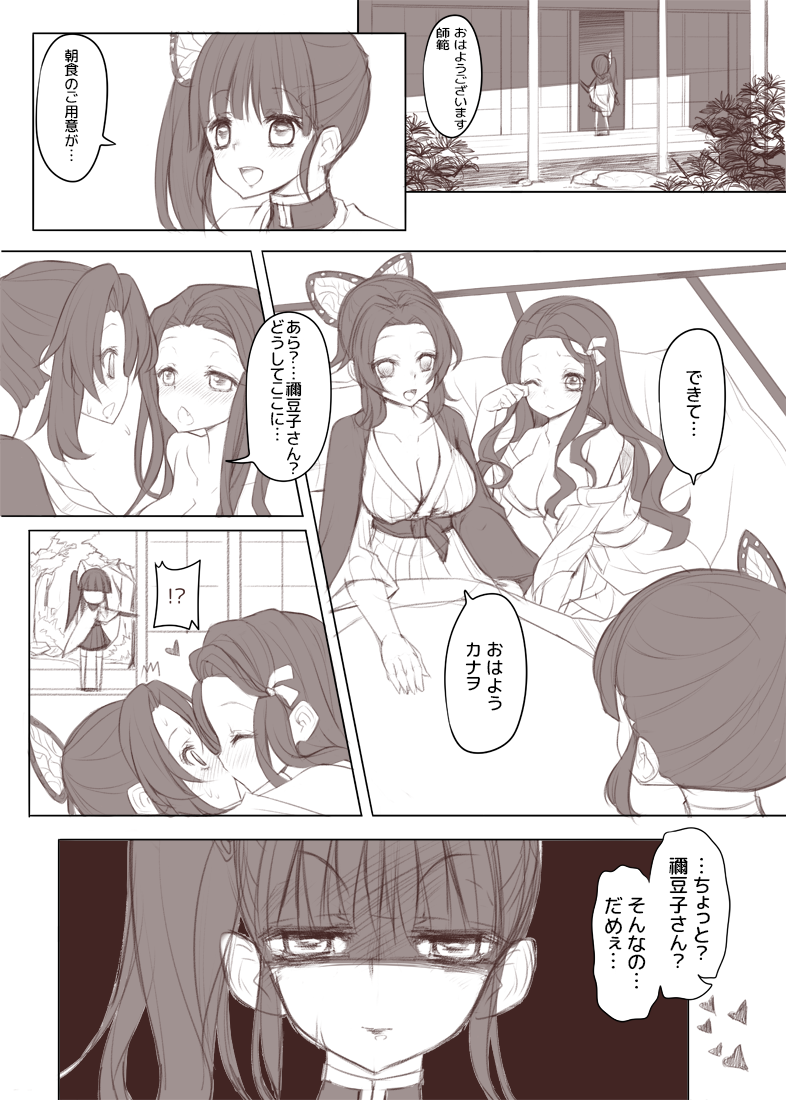 おはようございます
師範
朝食のご用意が…
できて…
おはよう
カナヲ
あら？…禰豆子さん？
どうしてここに…
!?
…ちょっと？
禰豆子さん？
そんなの…
だめぇ…